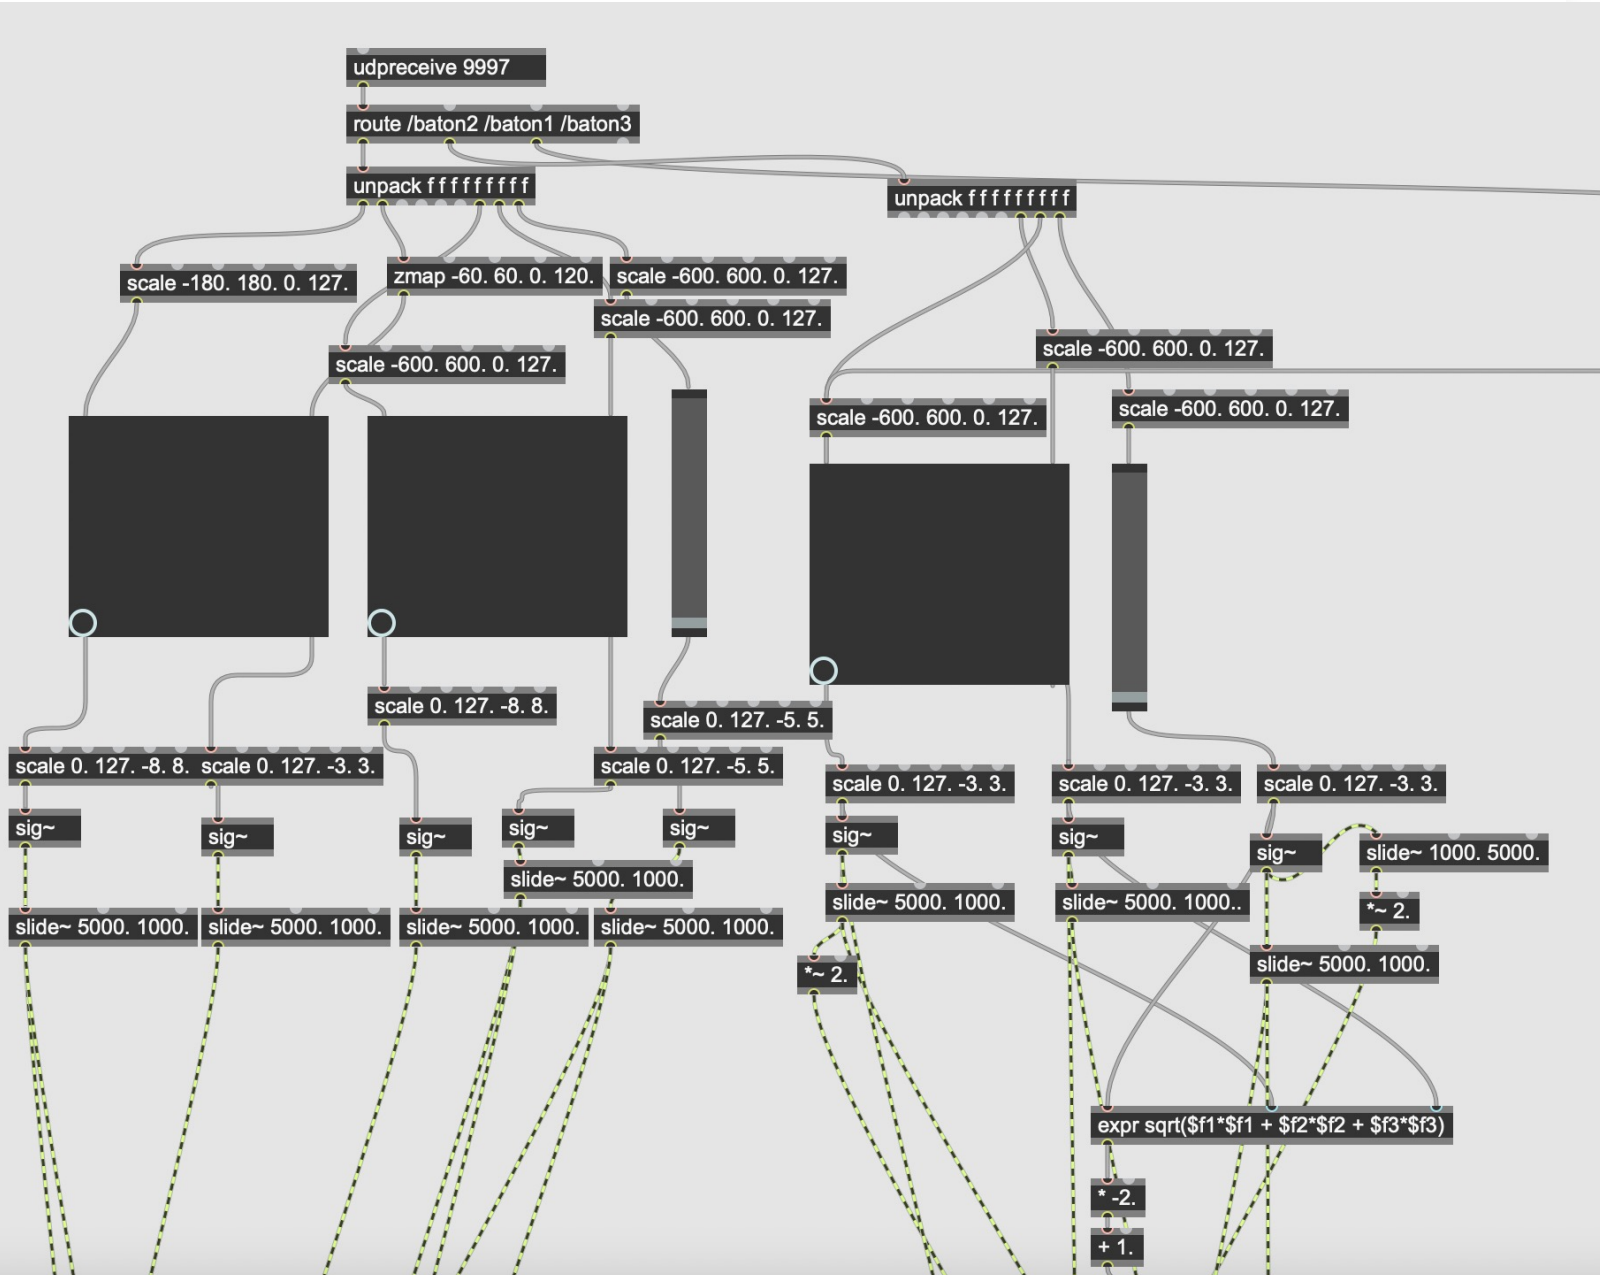 udpreceive 9997
route /baton2 /baton1 /baton3
unpack f f f f f f f f f
unpack f f f f f f f f f
scale -180. 180. 0. 127.
zmap -60. 60. 0. 120.
scale -600. 600. 0. 127.
scale -600. 600. 0. 127.
scale -600. 600. 0. 127.
scale -600. 600. 0. 127.
scale -600. 600. 0. 127.
scale -600. 600. 0. 127.
scale 0. 127. -8. 8.
scale 0. 127. -5. 5.
scale 0. 127. -8. 8.
scale 0. 127. -3. 3.
scale 0. 127. -5. 5.
scale 0. 127. -3. 3.
scale 0. 127. -3. 3.
scale 0. 127. -3. 3.
sig~
sig~
sig~
sig~
sig~
sig~
sig~
sig~
slide~ 1000. 5000.
slide~ 5000. 1000.
slide~ 5000. 1000.
slide~ 5000. 1000..
*~ 2.
slide~ 5000. 1000.
slide~ 5000. 1000.
slide~ 5000. 1000.
slide~ 5000. 1000.
*~ 2.
slide~ 5000. 1000.
expr sqrt($f1*$f1 + $f2*$f2 + $f3*$f3)
* -2.
+ 1.